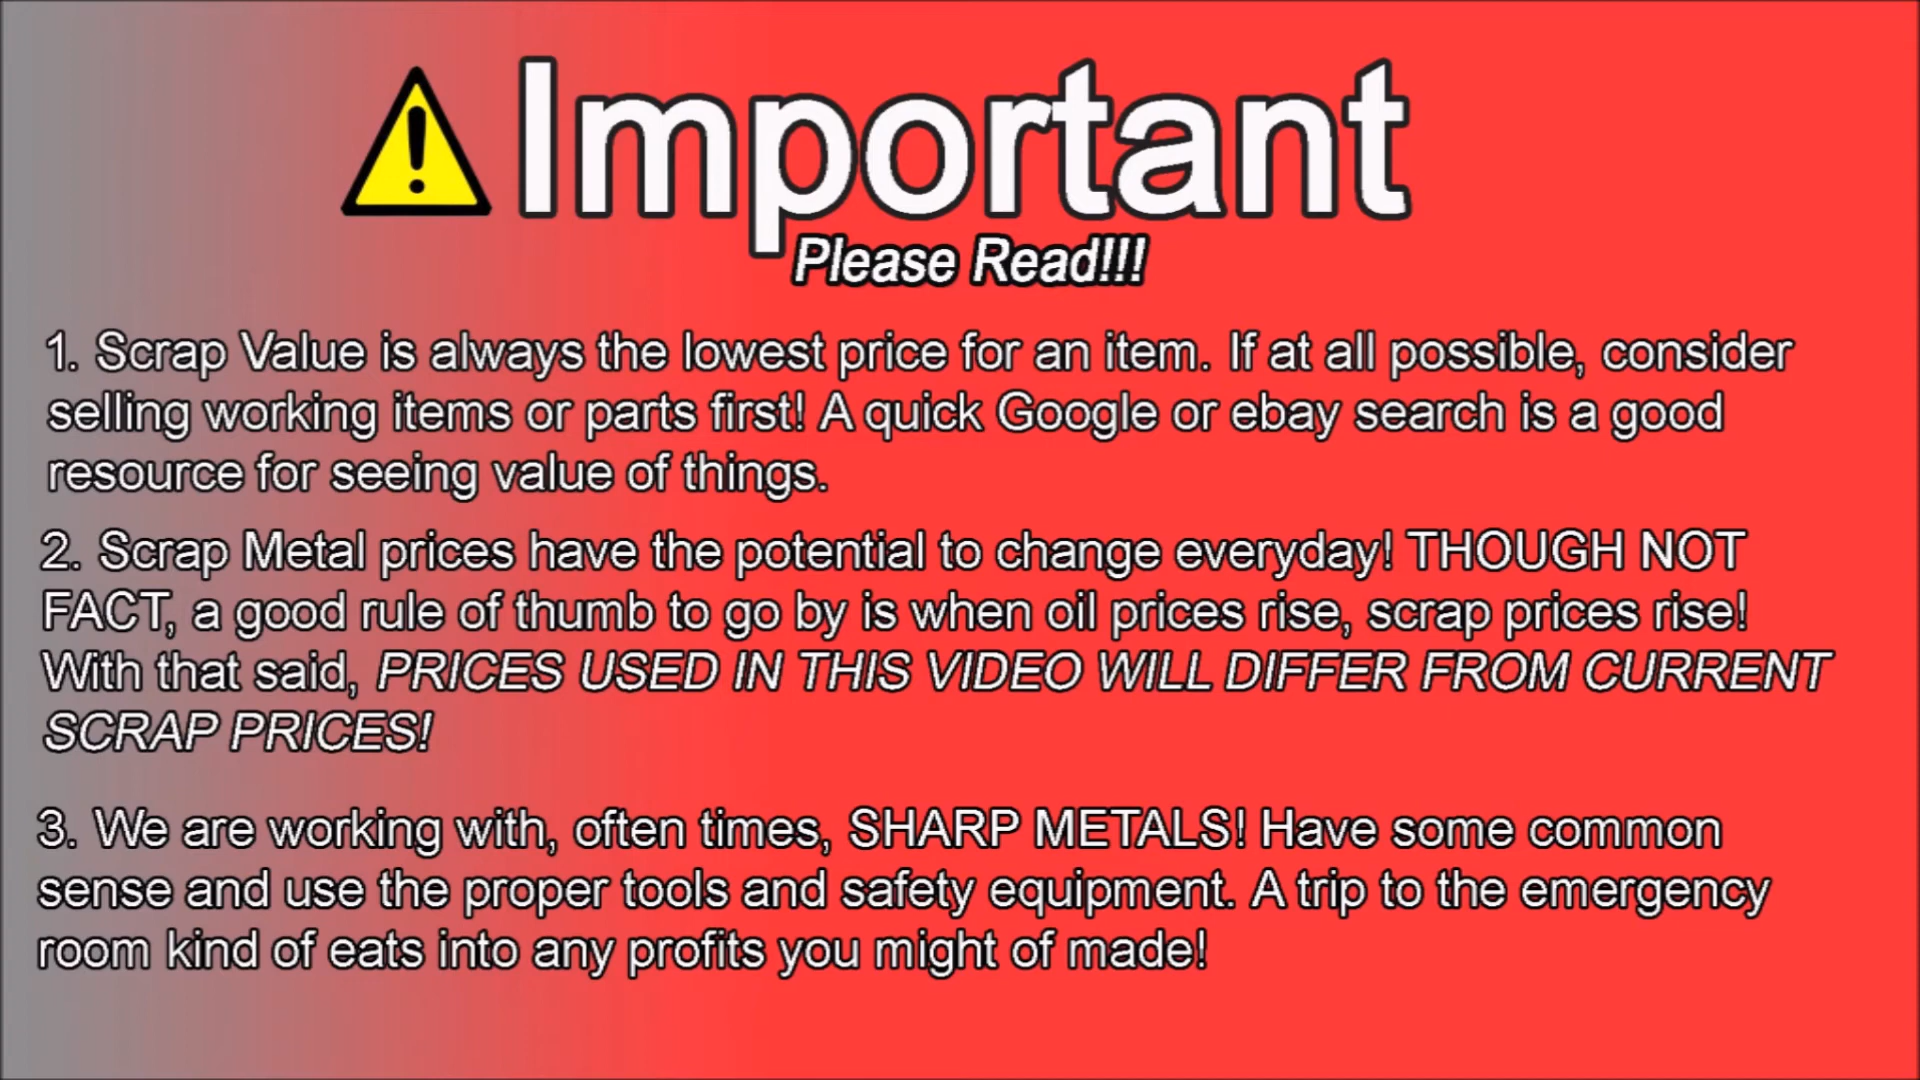 Important
Please Read!!!
1. Scrap Value is always the lowest price for an item. If at all possible, consider
selling working items or parts first! A quick Google or ebay search is a good
resource for seeing value of things.
2. Scrap Metal prices have the potential to change everyday! THOUGH NOT
FACT, a good rule of thumb to go by is when oil prices rise, scrap prices rise!
With that said, PRICES USED IN THIS VIDEO WILL DIFFER FROM CURRENT
SCRAP PRICES!
3. We are working with, often times, SHARP METALS! Have some common
sense and use the proper tools and safety equipment. A trip to the emergency
room kind of eats into any profits you might of made!